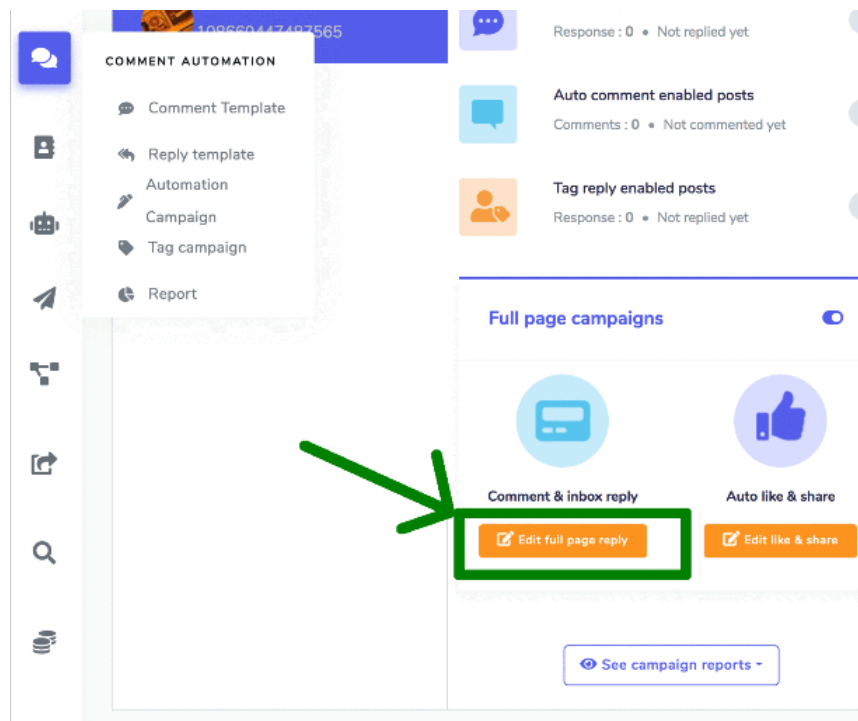 198660447487565
COMMENT AUTOMATION
Comment Template
Reply template
Automation
Campaign
Tag campaign
Report
Response : 0 • Not replied yet
Auto comment enabled posts
Comments : 0 • Not commented yet
Tag reply enabled posts
Response : 0 • Not replied yet
Full page campaigns
Comment & inbox reply
Auto like & share
Edit full page reply
Edit like & share
See campaign reports